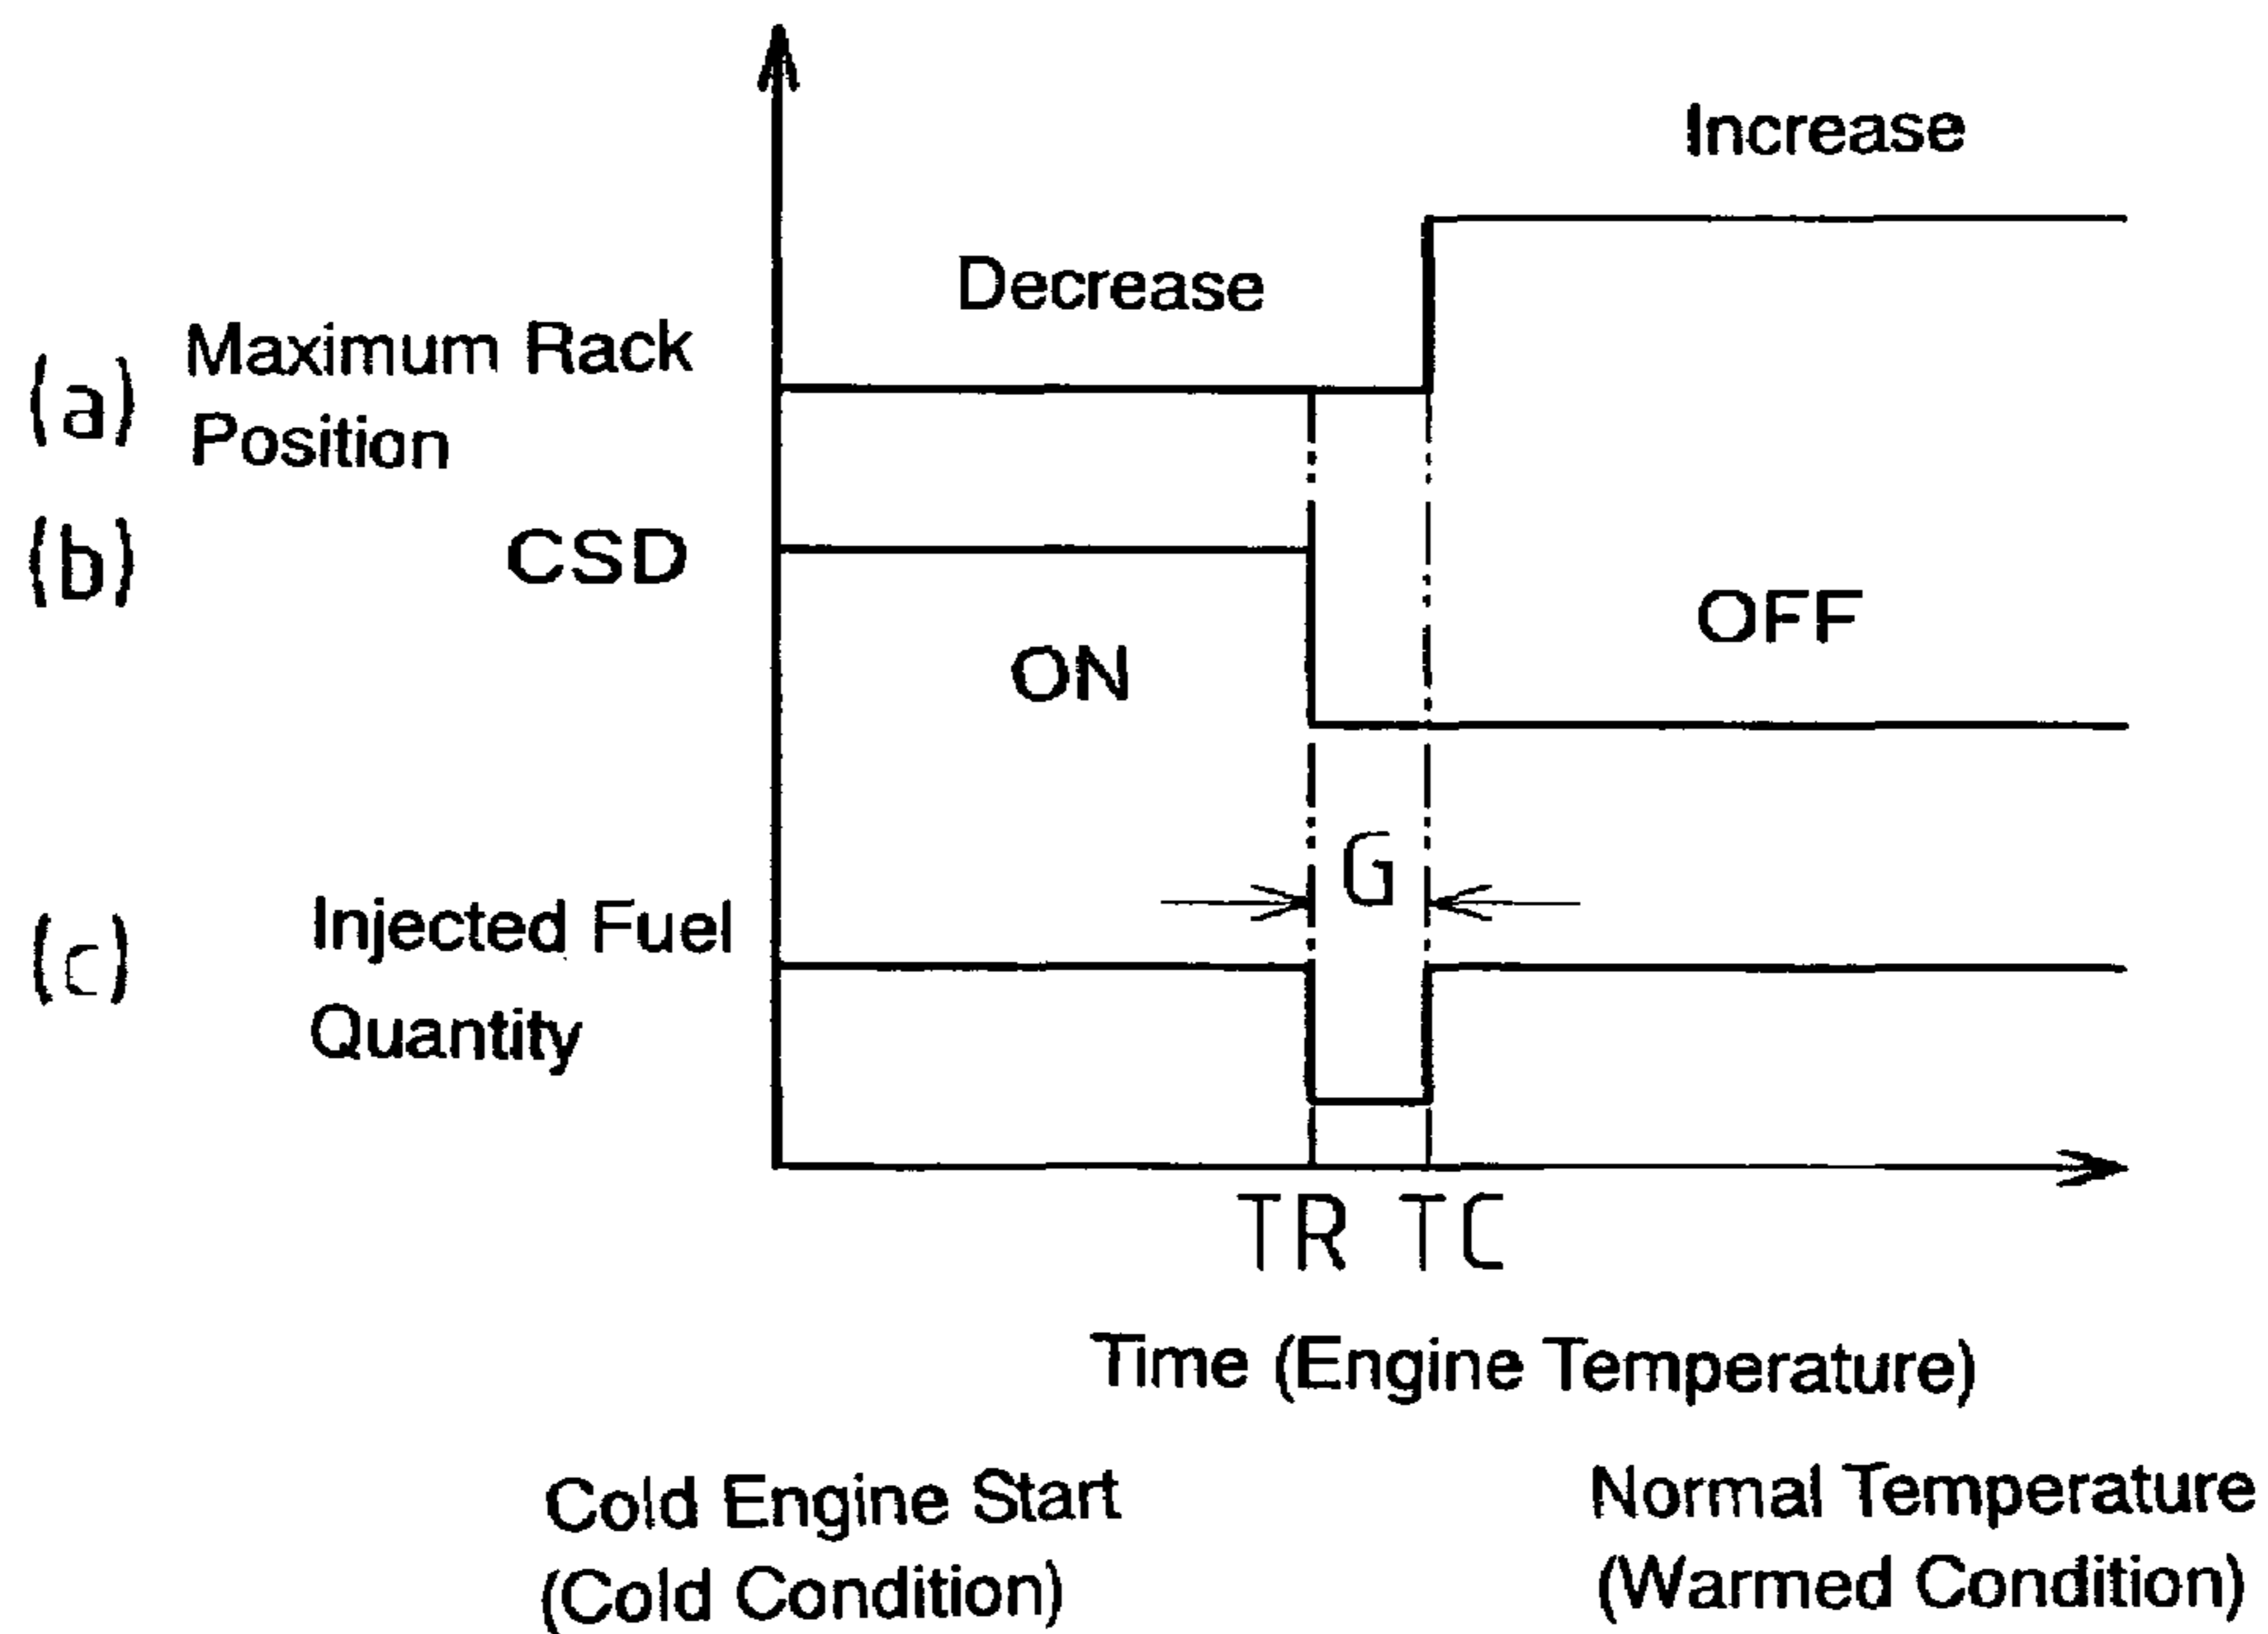 Increase
Decrease
(a) Maximum Rack
Position
(b) CSD
OFF
ON
G
(c) Injected Fuel
Quantity
TR TC
Time (Engine Temperature)
Cold Engine Start
(Cold Condition)
Normal Temperature
(Warmed Condition)